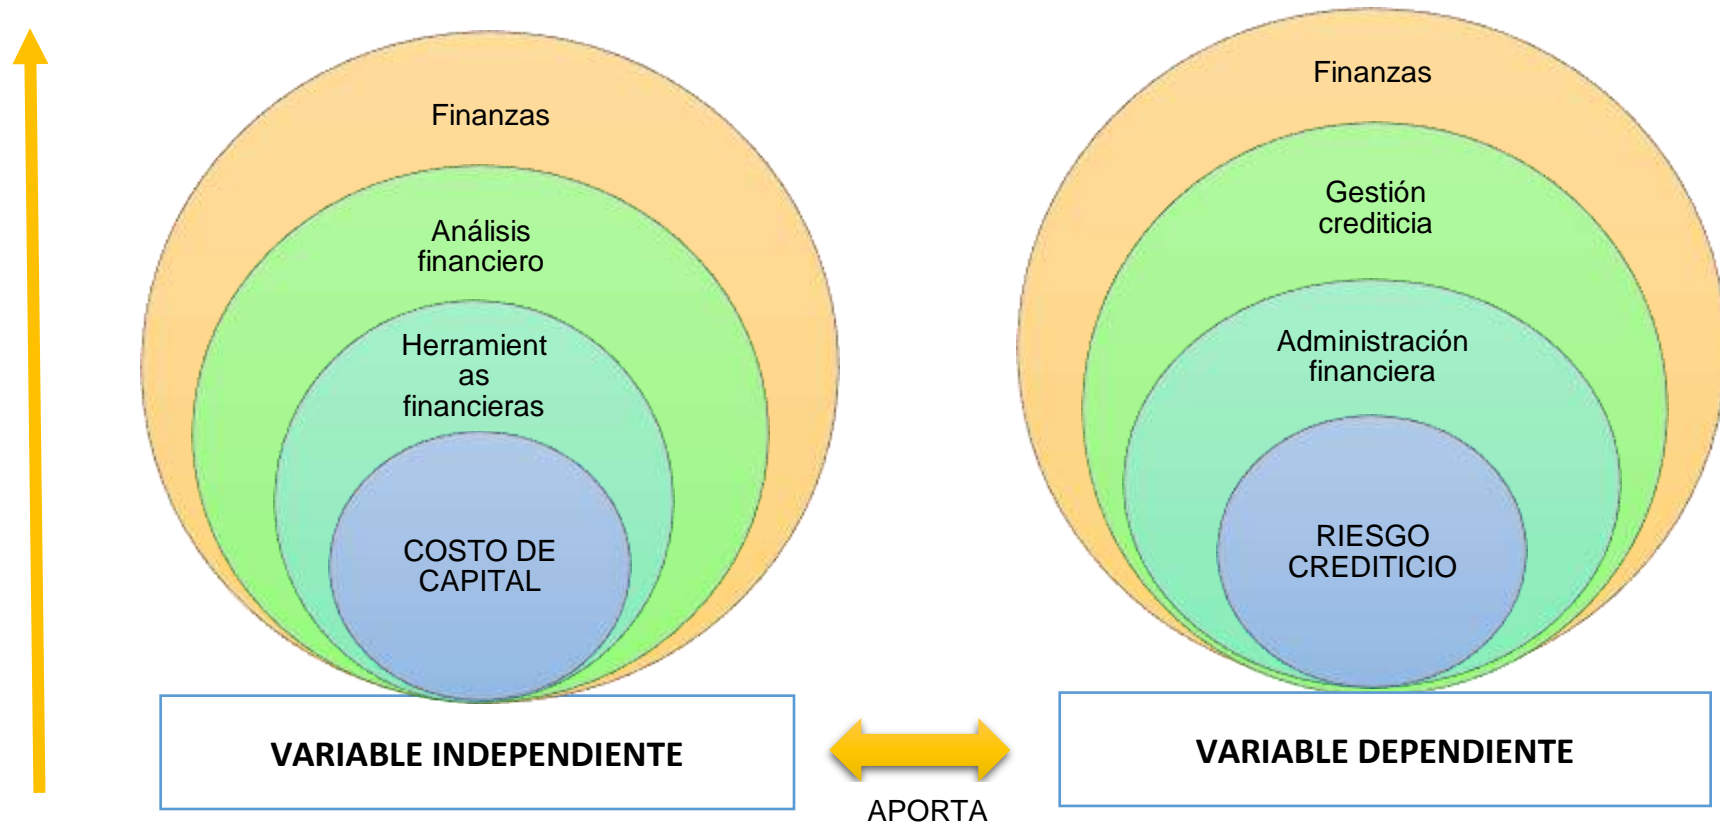 Finanzas
Análisis
financiero
Herramient
as
financieras
COSTO DE
CAPITAL
VARIABLE INDEPENDIENTE
APORTA
Finanzas
Gestión
crediticia
Administración
financiera
RIESGO
CREDITICIO
VARIABLE DEPENDIENTE